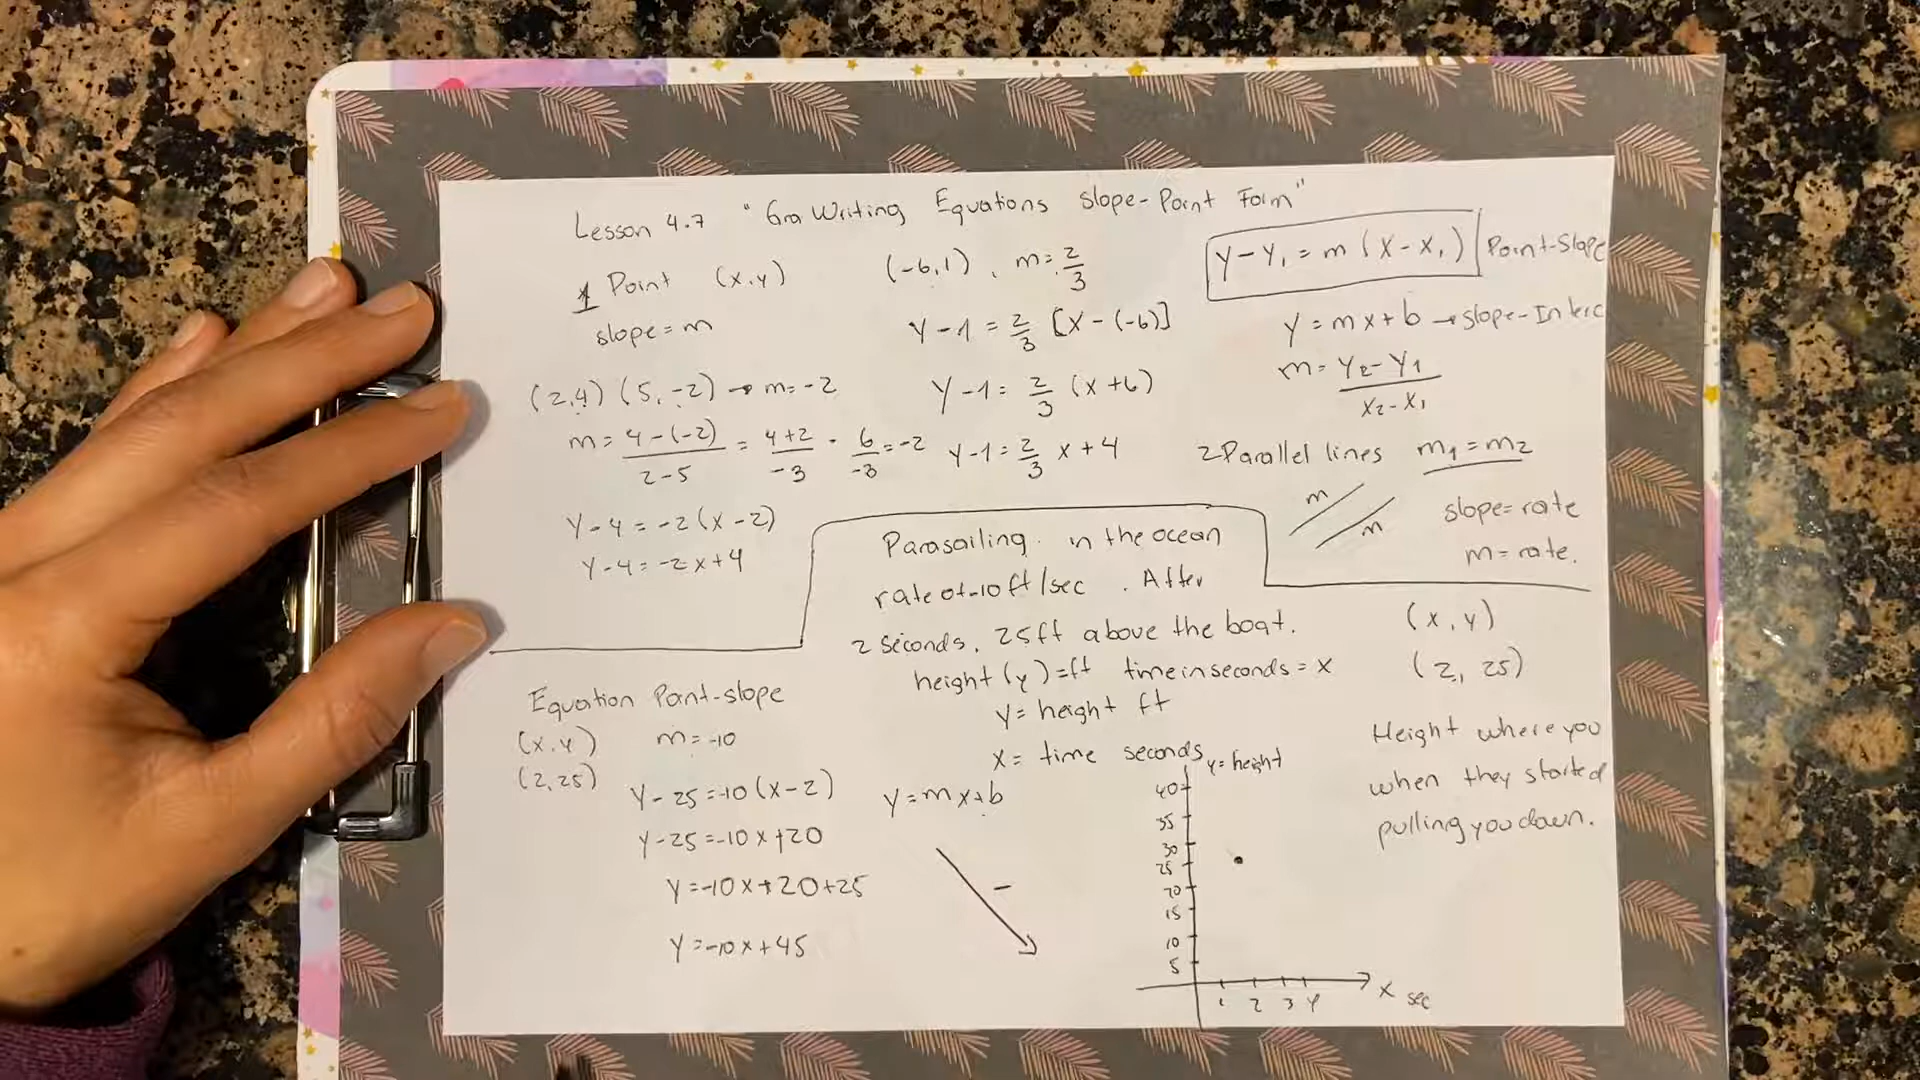 Lesson 4.7 "Gra Writing Equations Slope-Point Form"
1 Point (x,y)
slope=m
(2,4) (5,-2) → m=-2
m= 4-(-2)/2-5 = 4+2/-3 = 6/-3 =-2
y-4=-2(x-2)
y-4=-2x+4
(-6,1), m=2/3
y-1=2/3 [x-(-6)]
y-1=2/3 (x+6)
y-1=2/3 x+4
y-y₁=m(x-x₁) Point-Slope
y=mx+b → slope-Interc
m= y₂-y₁/x₂-x₁
2 Parallel lines m₁=m₂
m
m
slope=rate
m=rate.
Parasailing in the ocean
rate of -10 ft/sec. After
2 seconds, 25ft above the boat.
height (y)=ft time in seconds = x
y= height ft
x= time seconds
(x,y)
(2, 25)
Equation Point-slope
(x,y) m=-10
(2,25)
y-25=-10(x-2)
y-25=-10x+20
y=-10x+20+25
y=-10x+45
y=mx+b
-
y=height
40
35
30
25
20
15
10
5
1 2 3 4
x sec
Height where you
when they started
pulling you down.